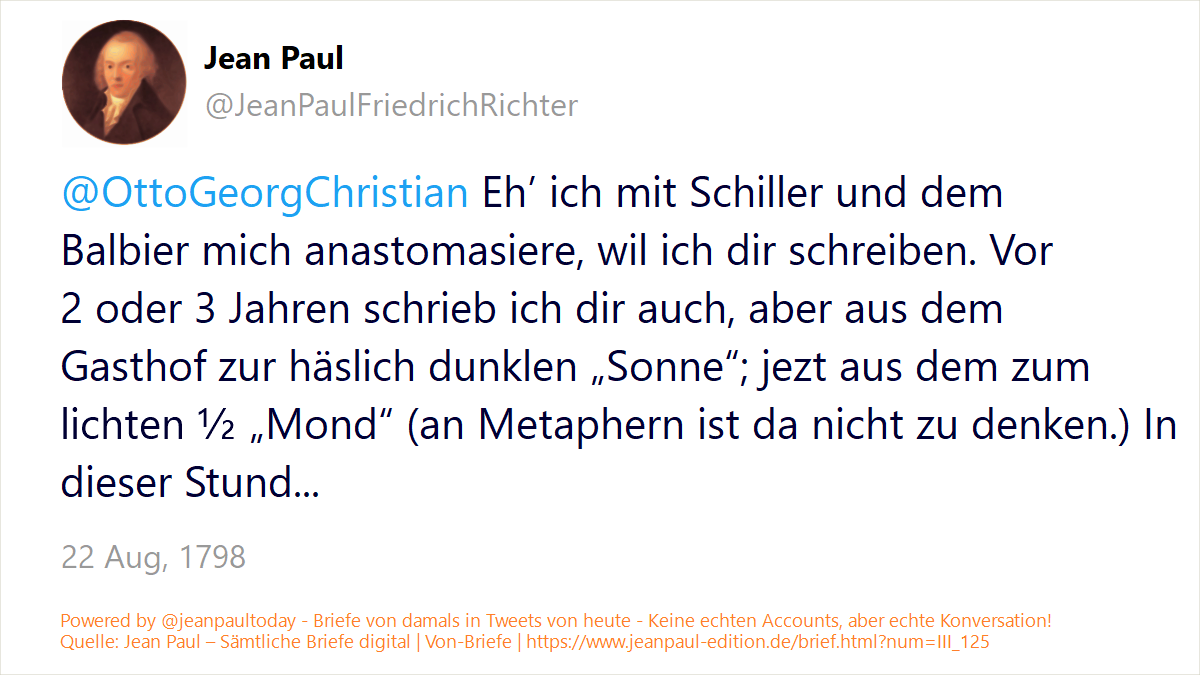 Jean Paul
@JeanPaulFriedrichRichter
@OttoGeorgChristian Eh’ ich mit Schiller und dem
Balbier mich anastomasiere, wil ich dir schreiben. Vor
2 oder 3 Jahren schrieb ich dir auch, aber aus dem
Gasthof zur häslich dunklen „Sonne“; jezt aus dem zum
lichten ½ „Mond“ (an Metaphern ist da nicht zu denken.) In
dieser Stund...
22 Aug, 1798
Powered by @jeanpaultoday - Briefe von damals in Tweets von heute - Keine echten Accounts, aber echte Konversation!
Quelle: Jean Paul – Sämtliche Briefe digital | Von-Briefe | https://www.jeanpaul-edition.de/brief.html?num=III_125